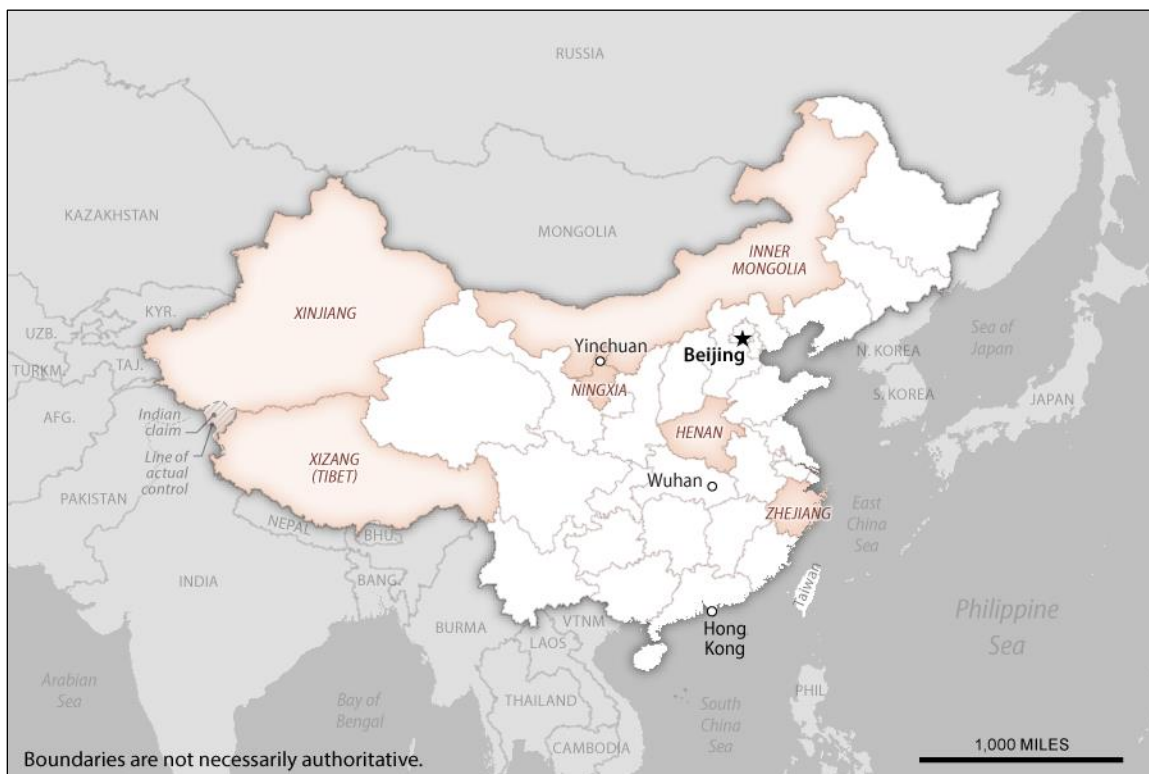 RUSSIA
KAZAKHSTAN
MONGOLIA
INNER
MONGOLIA
XINJIANG
KYR.
UZB.
TURKM.
TAJ.
Yinchuan
Beijing
NINGXIA
N. KOREA
S. KOREA
Sea of
Japan
JAPAN
AFG.
Indian
claim
Line of
actual
control
HENAN
XIZANG
(TIBET)
Wuhan
ZHEJIANG
East
China
Sea
PAKISTAN
NEPAL
BHU.
INDIA
BANG.
BURMA
VTNM
LAOS
Hong
Kong
Taiwan
Philippine
Sea
Arabian
Sea
Bay of
Bengal
THAILAND
CAMBODIA
South
China
Sea
PHIL
Boundaries are not necessarily authoritative.
1,000 MILES